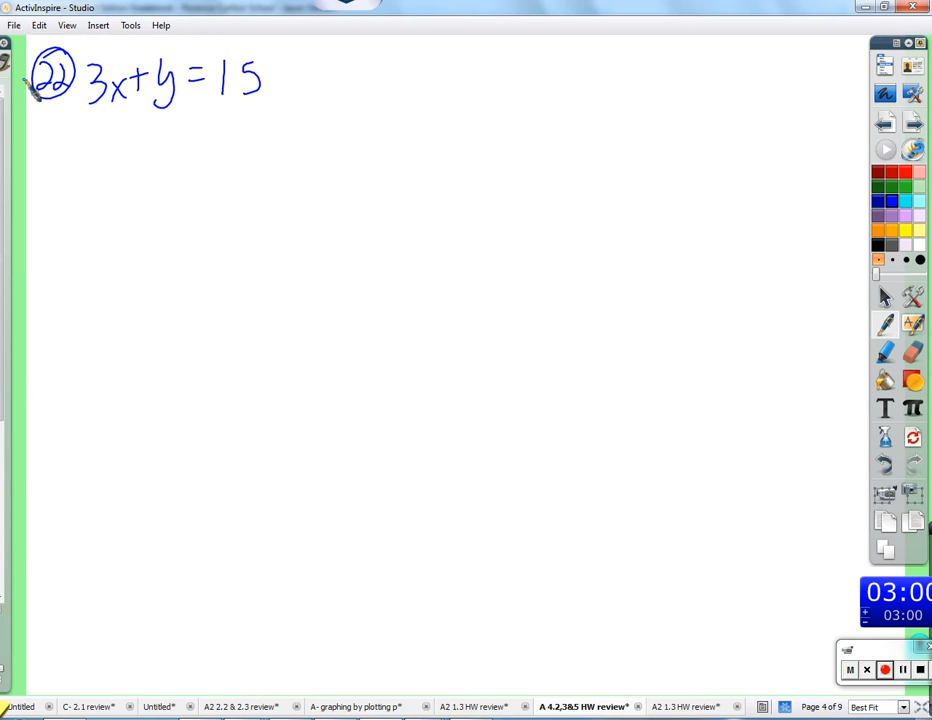 ActivInspire - Studio
File Edit View Insert Tools Help
22 3x+y=15
03:00
03:00
M
Untitled C- 2.1 review* Untitled* A2 2.2 & 2.3 review* A- graphing by plotting p* A2 1.3 HW review* A 4.2,3&5 HW review* A2 1.3 HW review* Page 4 of 9 Best Fit